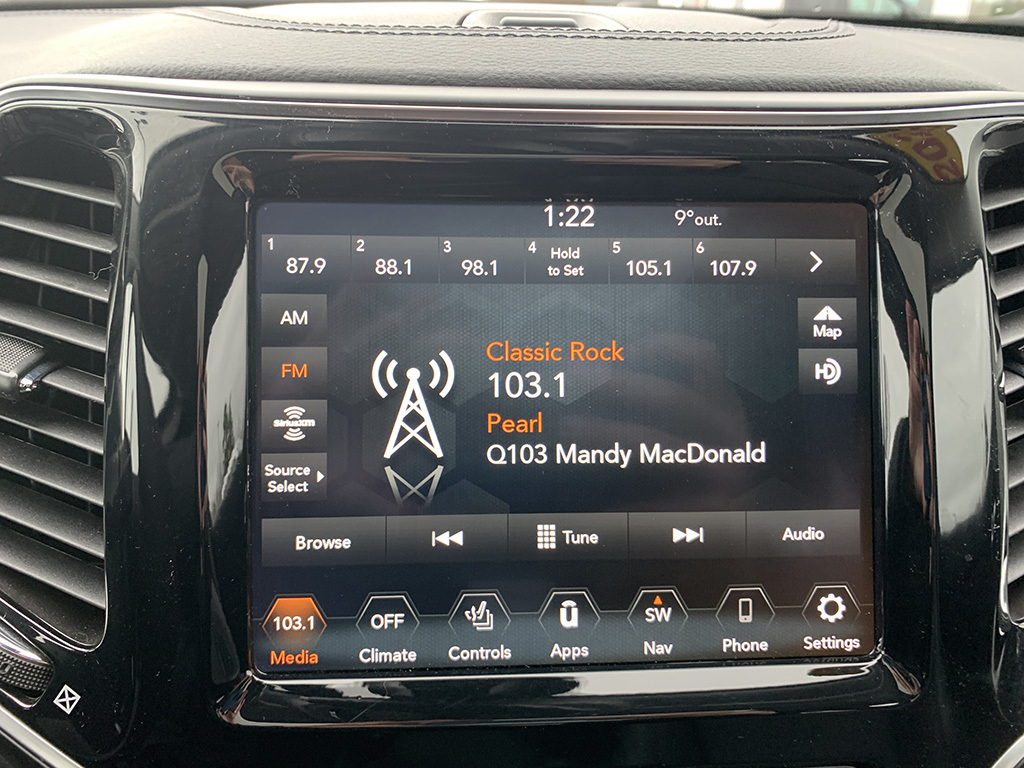 1:22 9°out.
1 87.9
2 88.1
3 98.1
4 Hold
to Set
5 105.1
6 107.9
AM
FM
SiriusXM
Source
Select
Classic Rock
103.1
Pearl
Q103 Mandy MacDonald
Map
HD
Browse
Tune
Audio
103.1
Media
OFF
Climate
Controls
u
Apps
SW
Nav
Phone
Settings